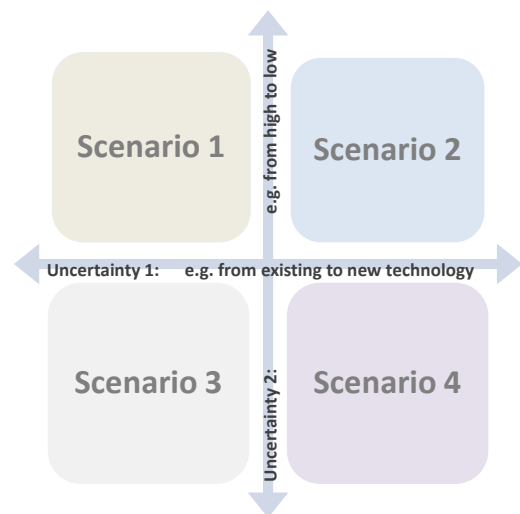 Scenario 1
Scenario 2
Uncertainty 1: e.g. from existing to new technology
Scenario 3
Scenario 4
Uncertainty 2: e.g. from high to low